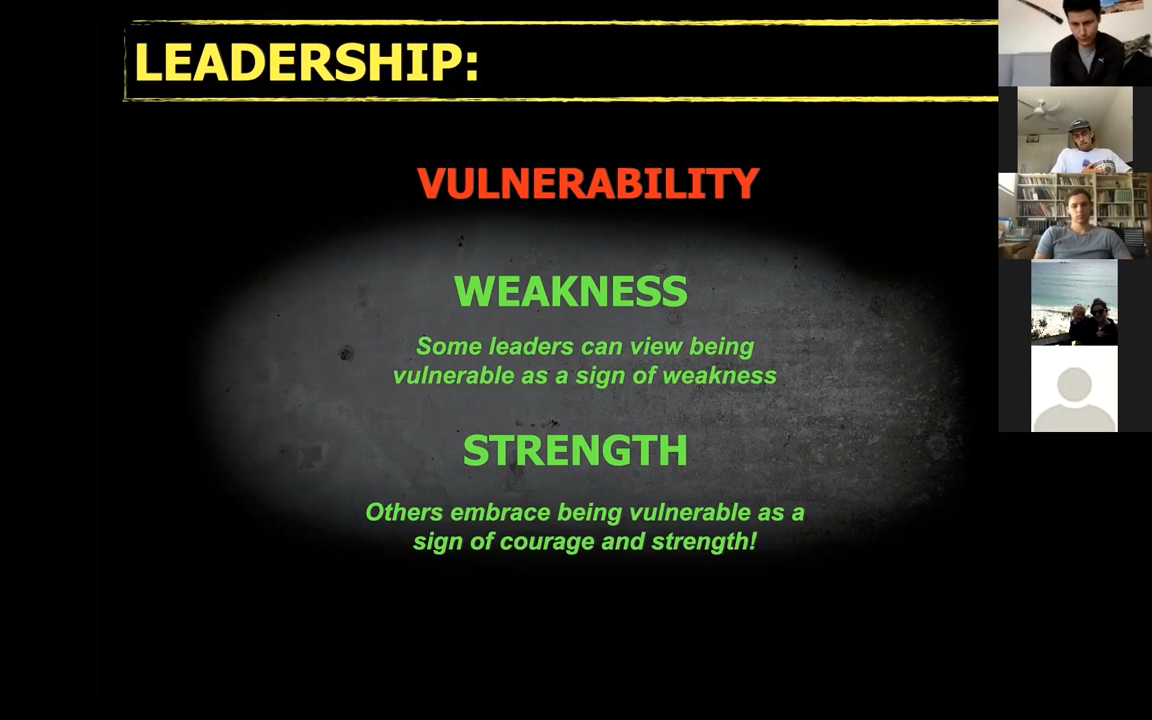 LEADERSHIP:
VULNERABILITY
WEAKNESS
Some leaders can view being
vulnerable as a sign of weakness
STRENGTH
Others embrace being vulnerable as a
sign of courage and strength!